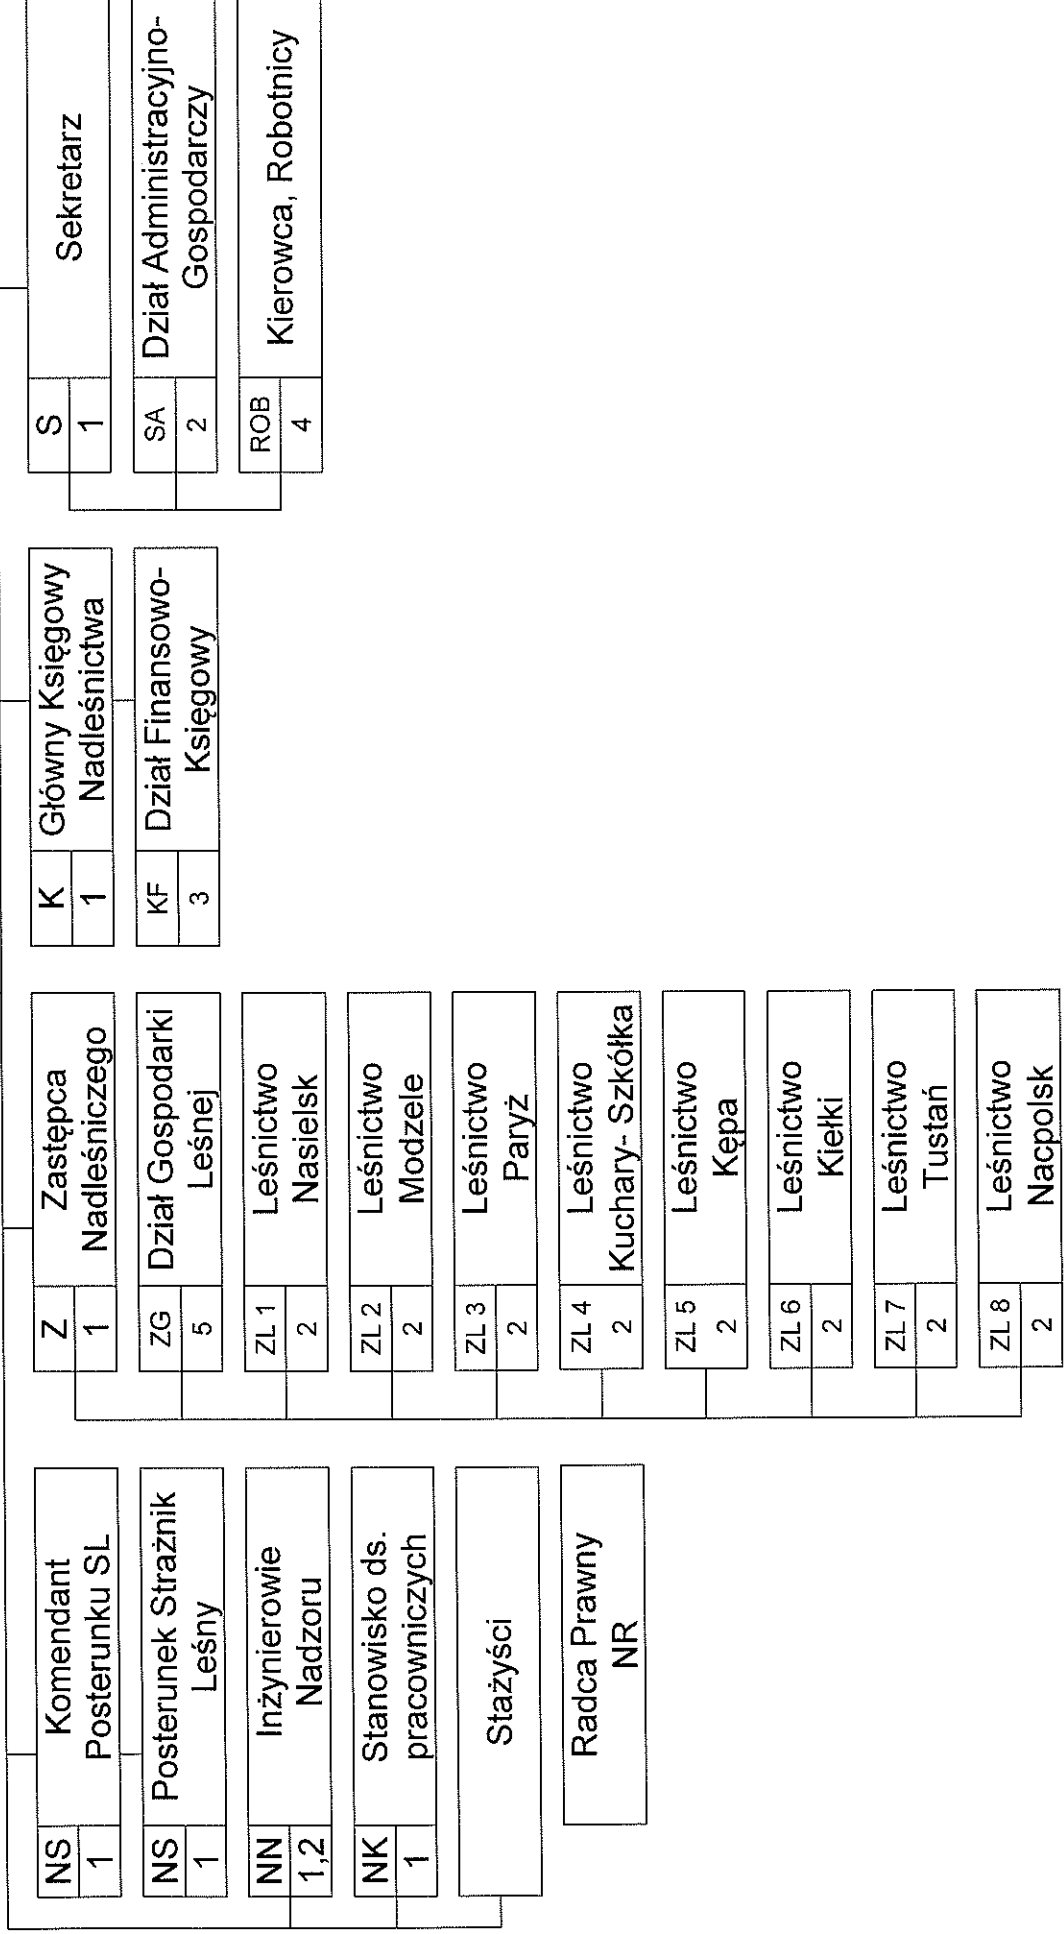 NS
1
Komendant
Posterunku SL
NS
1
Posterunek Strażnik
Leśny
NN
1,2
Inżynierowie
Nadzoru
NK
1
Stanowisko ds.
pracowniczych
Stażyści
Radca Prawny
NR
Z
1
Zastępca
Nadleśniczego
ZG
5
Dział Gospodarki
Leśnej
ZL 1
2
Leśnictwo
Nasielsk
ZL 2
2
Leśnictwo
Modzele
ZL 3
2
Leśnictwo
Paryż
ZL 4
2
Leśnictwo
Kuchary- Szkółka
ZL 5
2
Leśnictwo
Kępa
ZL 6
2
Leśnictwo
Kiełki
ZL 7
2
Leśnictwo
Tustań
ZL 8
2
Leśnictwo
Nacpolsk
K
1
Główny Księgowy
Nadleśnictwa
KF
3
Dział Finansowo-
Księgowy
S
1
Sekretarz
SA
2
Dział Administracyjno-
Gospodarczy
ROB
4
Kierowca, Robotnicy